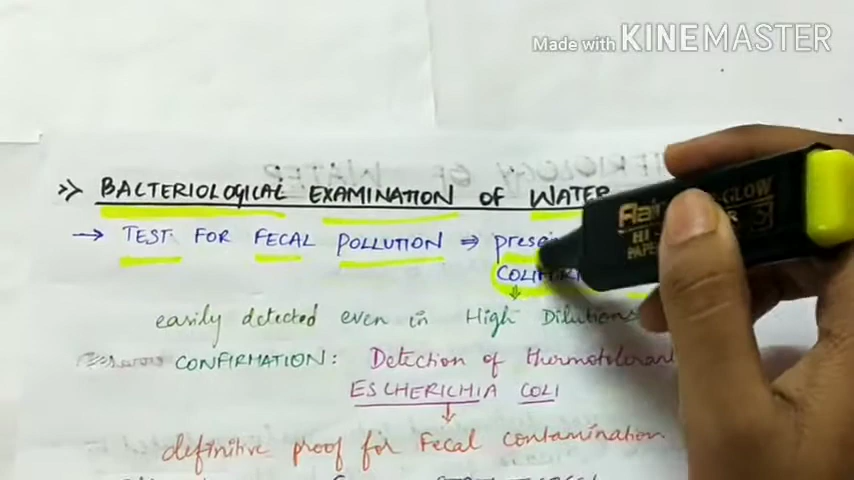 Made with KINEMASTER
>> BACTERIOLOGICAL EXAMINATION OF WATER
→ TEST FOR FECAL POLLUTION ⇒
easily detected even in High Dilutions
CONFIRMATION: Detection of thermotolerant
ESCHERICHIA COLI
↓
definitive proof for Fecal contamination.